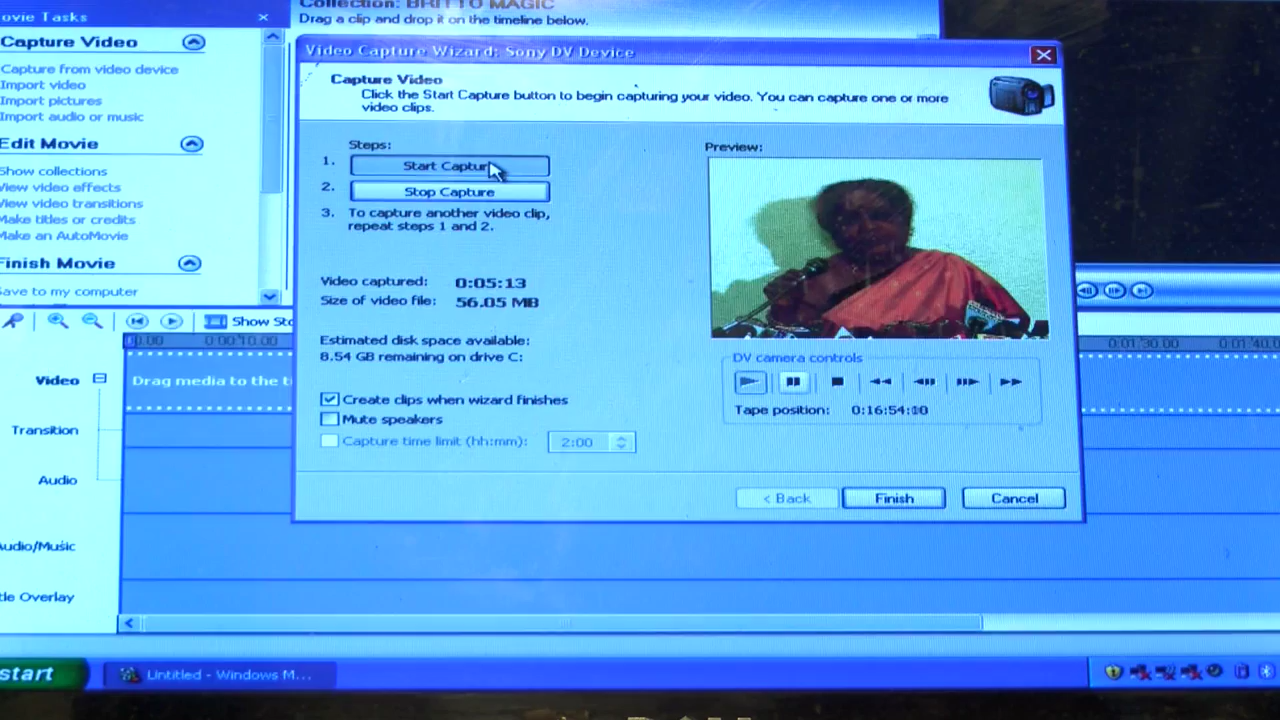 ovie Tasks
Collection: BRITTO MAGIC
Drag a clip and drop it on the timeline below.
Capture Video
Capture from video device
Import video
Import pictures
Import audio or music
Edit Movie
Show collections
View video effects
View video transitions
Make titles or credits
Make an AutoMovie
Finish Movie
Save to my computer
Video Capture Wizard: Sony DV Device
Capture Video
Click the Start Capture button to begin capturing your video. You can capture one or more
video clips.
Steps:
1. Start Captur
2. Stop Capture
3. To capture another video clip,
repeat steps 1 and 2.
Video captured: 0:05:13
Size of video file: 56.05 MB
Estimated disk space available:
8.54 GB remaining on drive C:
Create clips when wizard finishes
Mute speakers
Capture time limit (hh:mm): 2:00
Preview:
DV camera controls
Tape position: 0:16:54:
< Back Finish Cancel
Show Sto
0:00:10.00
0:01:30.00 0:01:40.0
Video
Drag media to the ti
Transition
Audio
Audio/Music
tle Overlay
start
Untitled - Windows M...